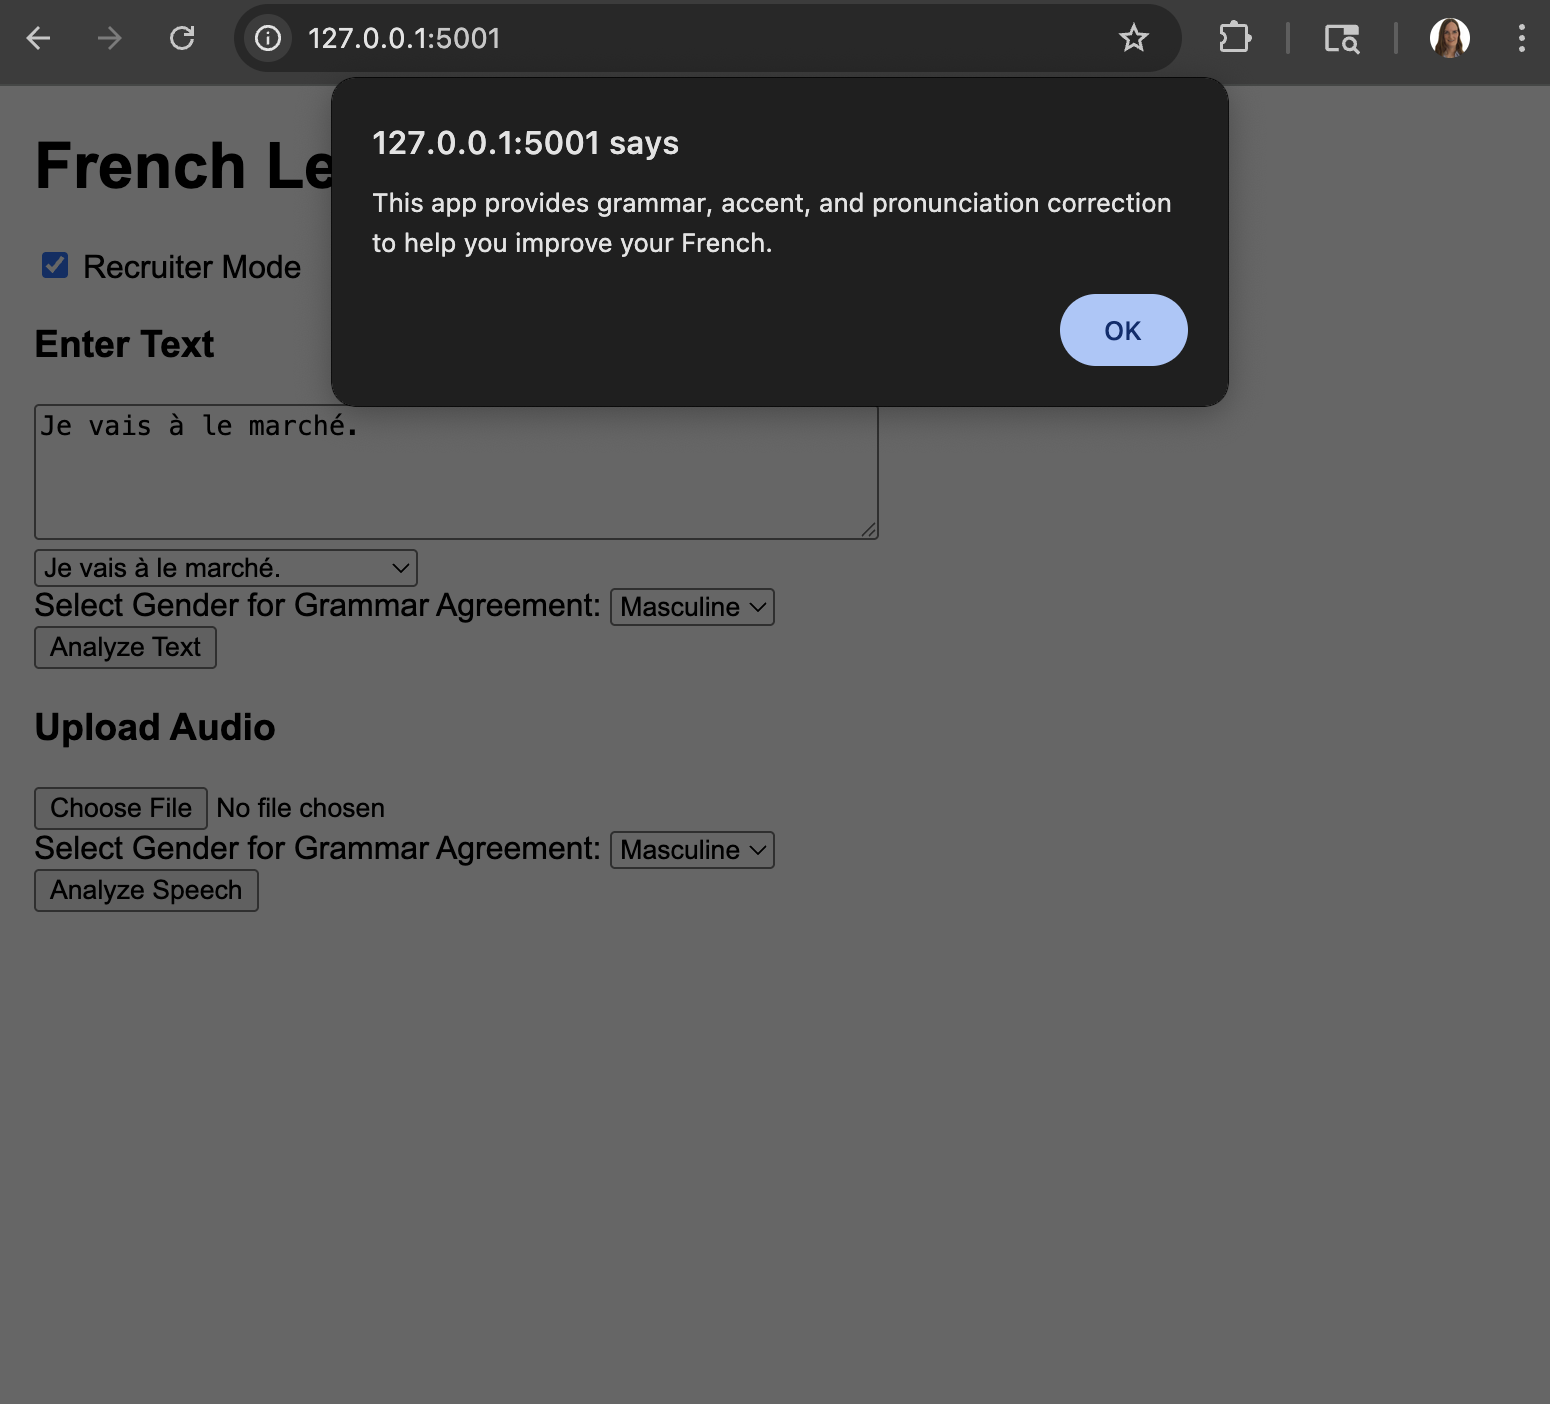 127.0.0.1:5001
127.0.0.1:5001 says
This app provides grammar, accent, and pronunciation correction
to help you improve your French.
OK
French
Recruiter Mode
Enter Text
Je vais à le marché.
Je vais à le marché.
Select Gender for Grammar Agreement: Masculine
Analyze Text
Upload Audio
Choose File No file chosen
Select Gender for Grammar Agreement: Masculine
Analyze Speech